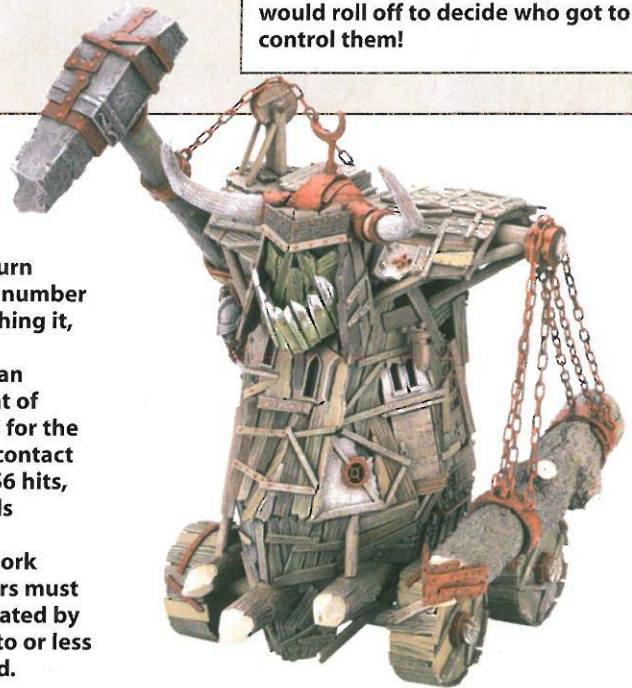 would roll off to decide who got to
control them!
urn
number
hing it,
an
t of
for the
contact
6 hits,
ls
ork
rs must
ated by
to or less
d.